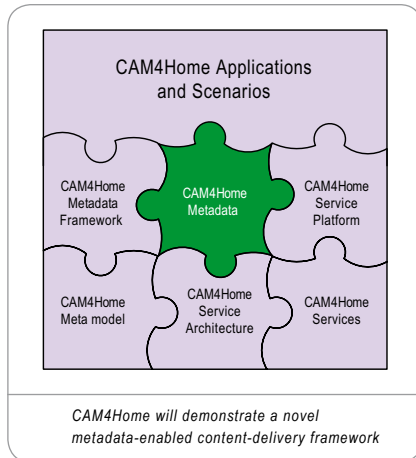 CAM4Home Applications
and Scenarios
CAM4Home
Metadata
Framework
CAM4Home
Metadata
CAM4Home
Service
Platform
CAM4Home
Meta model
CAM4Home
Service
Architecture
CAM4Home
Services
CAM4Home will demonstrate a novel
metadata-enabled content-delivery framework